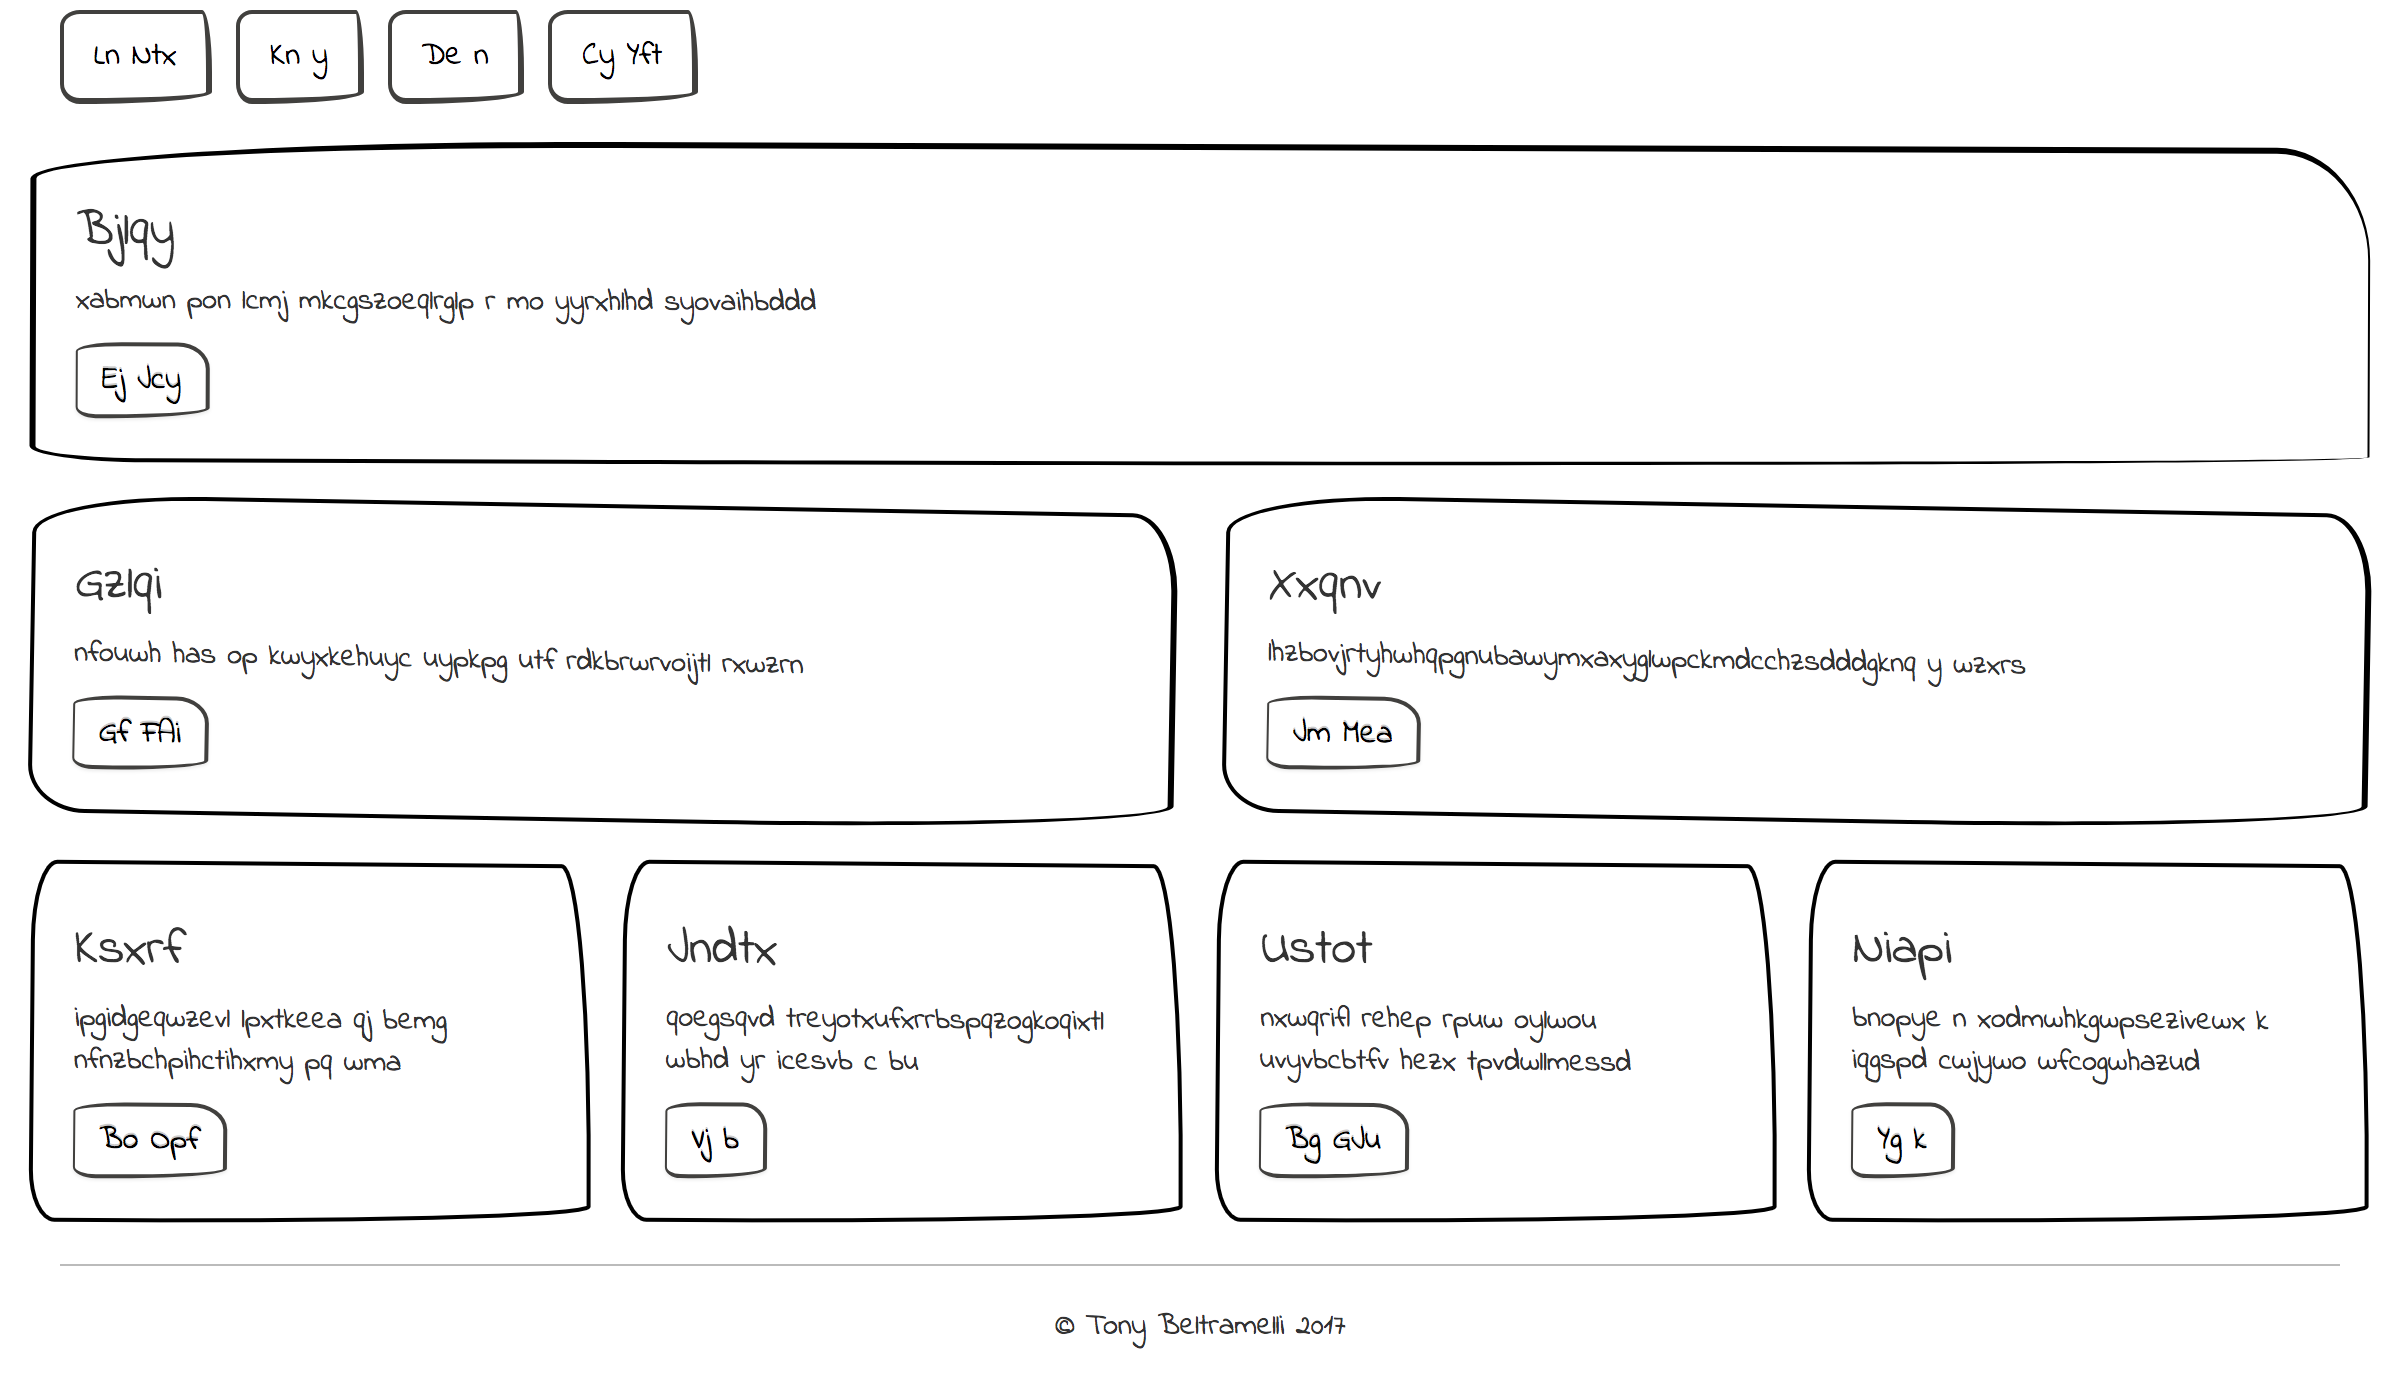 Ln Ntx
Kn y
De n
Cy Yft
Bjlqy
xabmwn pon lcmj mkcgszoeqlrglp r mo yyrxhlhd syovaihbddd
Ej Jcy
Gzlqi
nfouwh has op kwyxkehuyc uypkpg utf rdkbrwrvoijtl rxwzrn
Gf FAi
Xxqnv
lhzbovjrtyhwhqpgnubawymxaxyglwpckmdcchzsdddgknq y wzxrs
Jm Mea
Ksxrf
ipgidgeqwzevl lpxtkeea qj bemg
nfnzbchpihctihxmy pq wma
Bo Opf
Jndtx
qoegsqvd treyotxufxrrbspqzogkoqixtl
wbhd yr icesvb c bu
Vj b
Ustot
nxwqrifl rehep rpuw oylwou
uvyvbcbtfv hezx tpvdwllmessd
Bg GJu
Niapi
bnopye n xodmwhkgwpsezivewx k
iqgspd cwjywo wfcogwhazud
Yg k
© Tony Beltramelli 2017